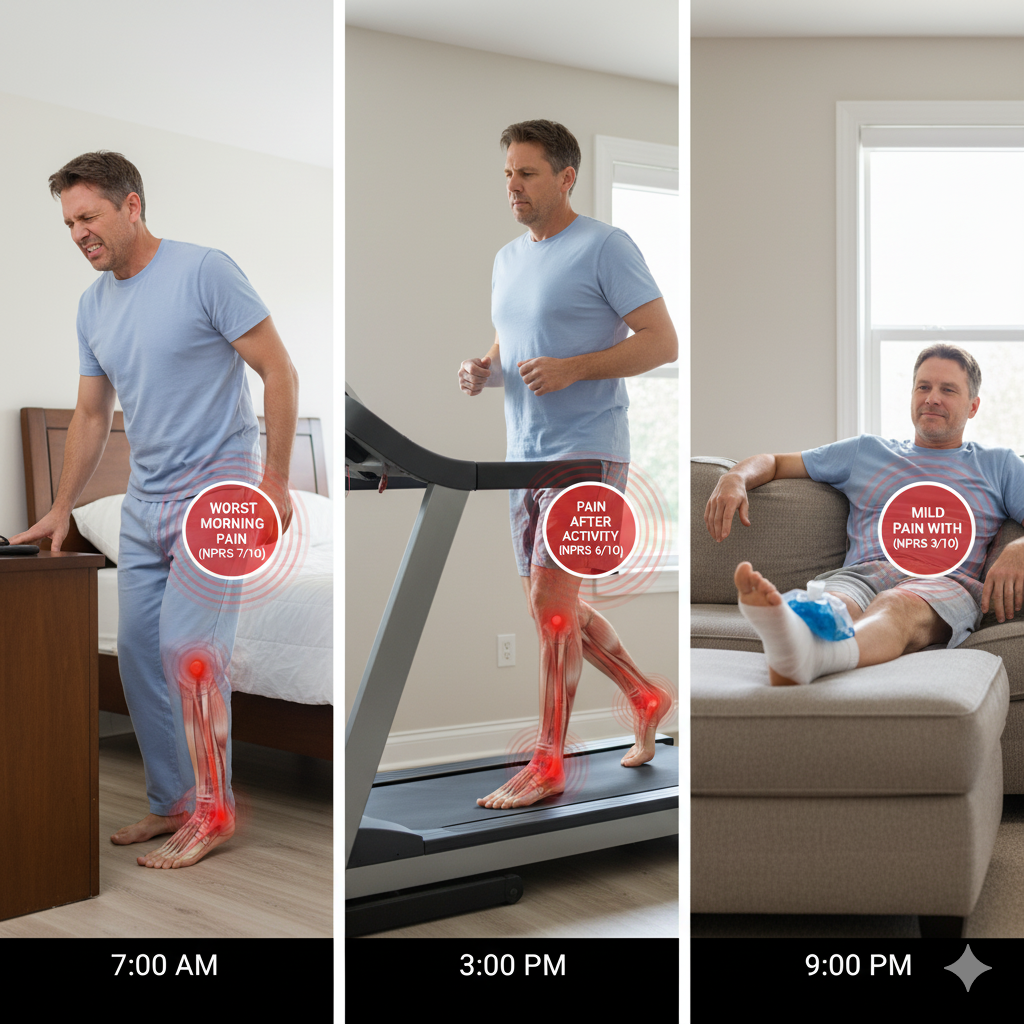 WORST
MORNING
PAIN
(NPRS 7/10)
PAIN
AFTER
ACTIVITY
(NPRS 6/10)
MILD
PAIN WITH
(NPRS 3/10)
7:00 AM
3:00 PM
9:00 PM